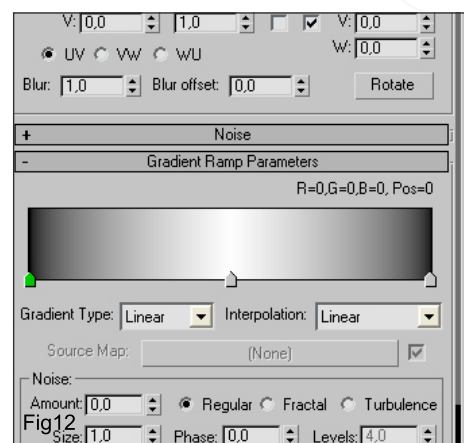 V: 0,0 1,0 V: 0,0
UV VW WU W: 0,0
Blur: 1,0 Blur offset: 0,0 Rotate
+ Noise
- Gradient Ramp Parameters
R=0,G=0,B=0, Pos=0
Gradient Type: Linear Interpolation: Linear
Source Map: (None)
Noise:
Amount: 0,0 Regular Fractal Turbulence
Size: 1,0 Phase: 0,0 Levels: 4,0
Fig12